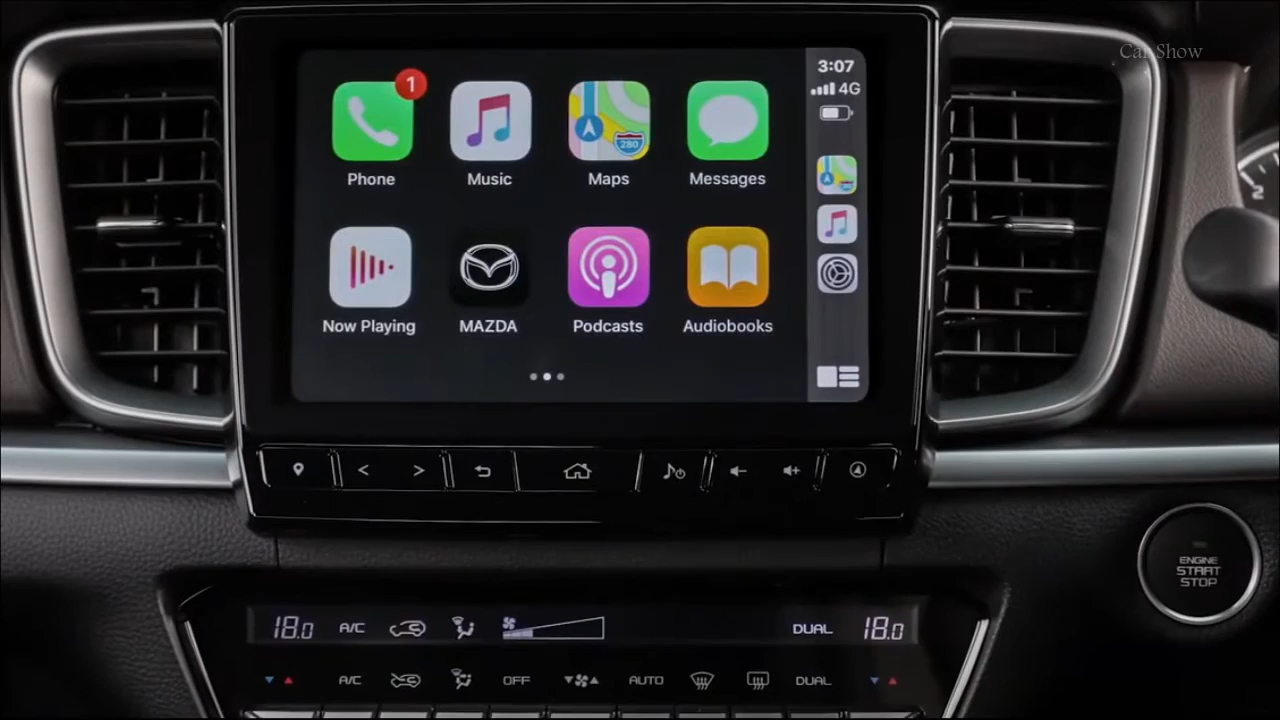 Car Show
3:07
4G
1
280
Phone
Music
Maps
Messages
Now Playing
MAZDA
Podcasts
Audiobooks
ENGINE
START
STOP
18.0
A/C
DUAL
18.0
A/C
OFF
AUTO
DUAL
2